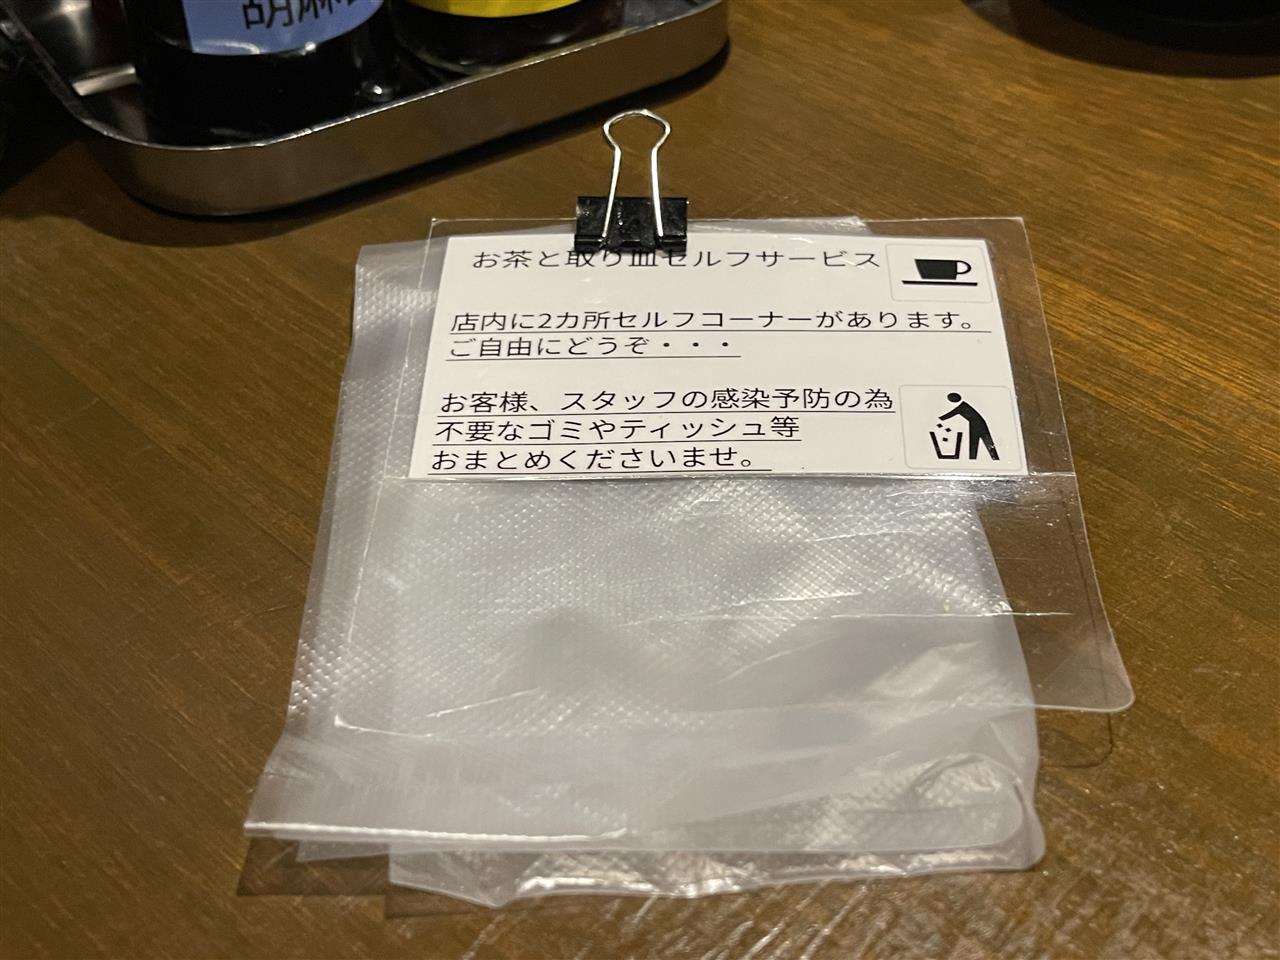 胡麻
お茶と取り皿セルフサービス
店内に2カ所セルフコーナーがあります。
ご自由にどうぞ・・・
お客様、スタッフの感染予防の為
不要なゴミやティッシュ等
おまとめくださいませ。